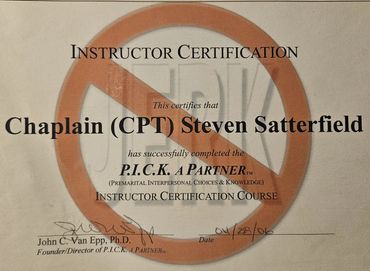 INSTRUCTOR CERTIFICATION
JERK
This certifies that
Chaplain (CPT) Steven Satterfield
has successfully completed the
P.I.C.K. A PARTNER™
(PREMARITAL INTERPERSONAL CHOICES & KNOWLEDGE)
INSTRUCTOR CERTIFICATION COURSE
04/28/06
John C. Van Epp, Ph.D. Date
Founder/Director of P.I.C.K. A PARTNER™